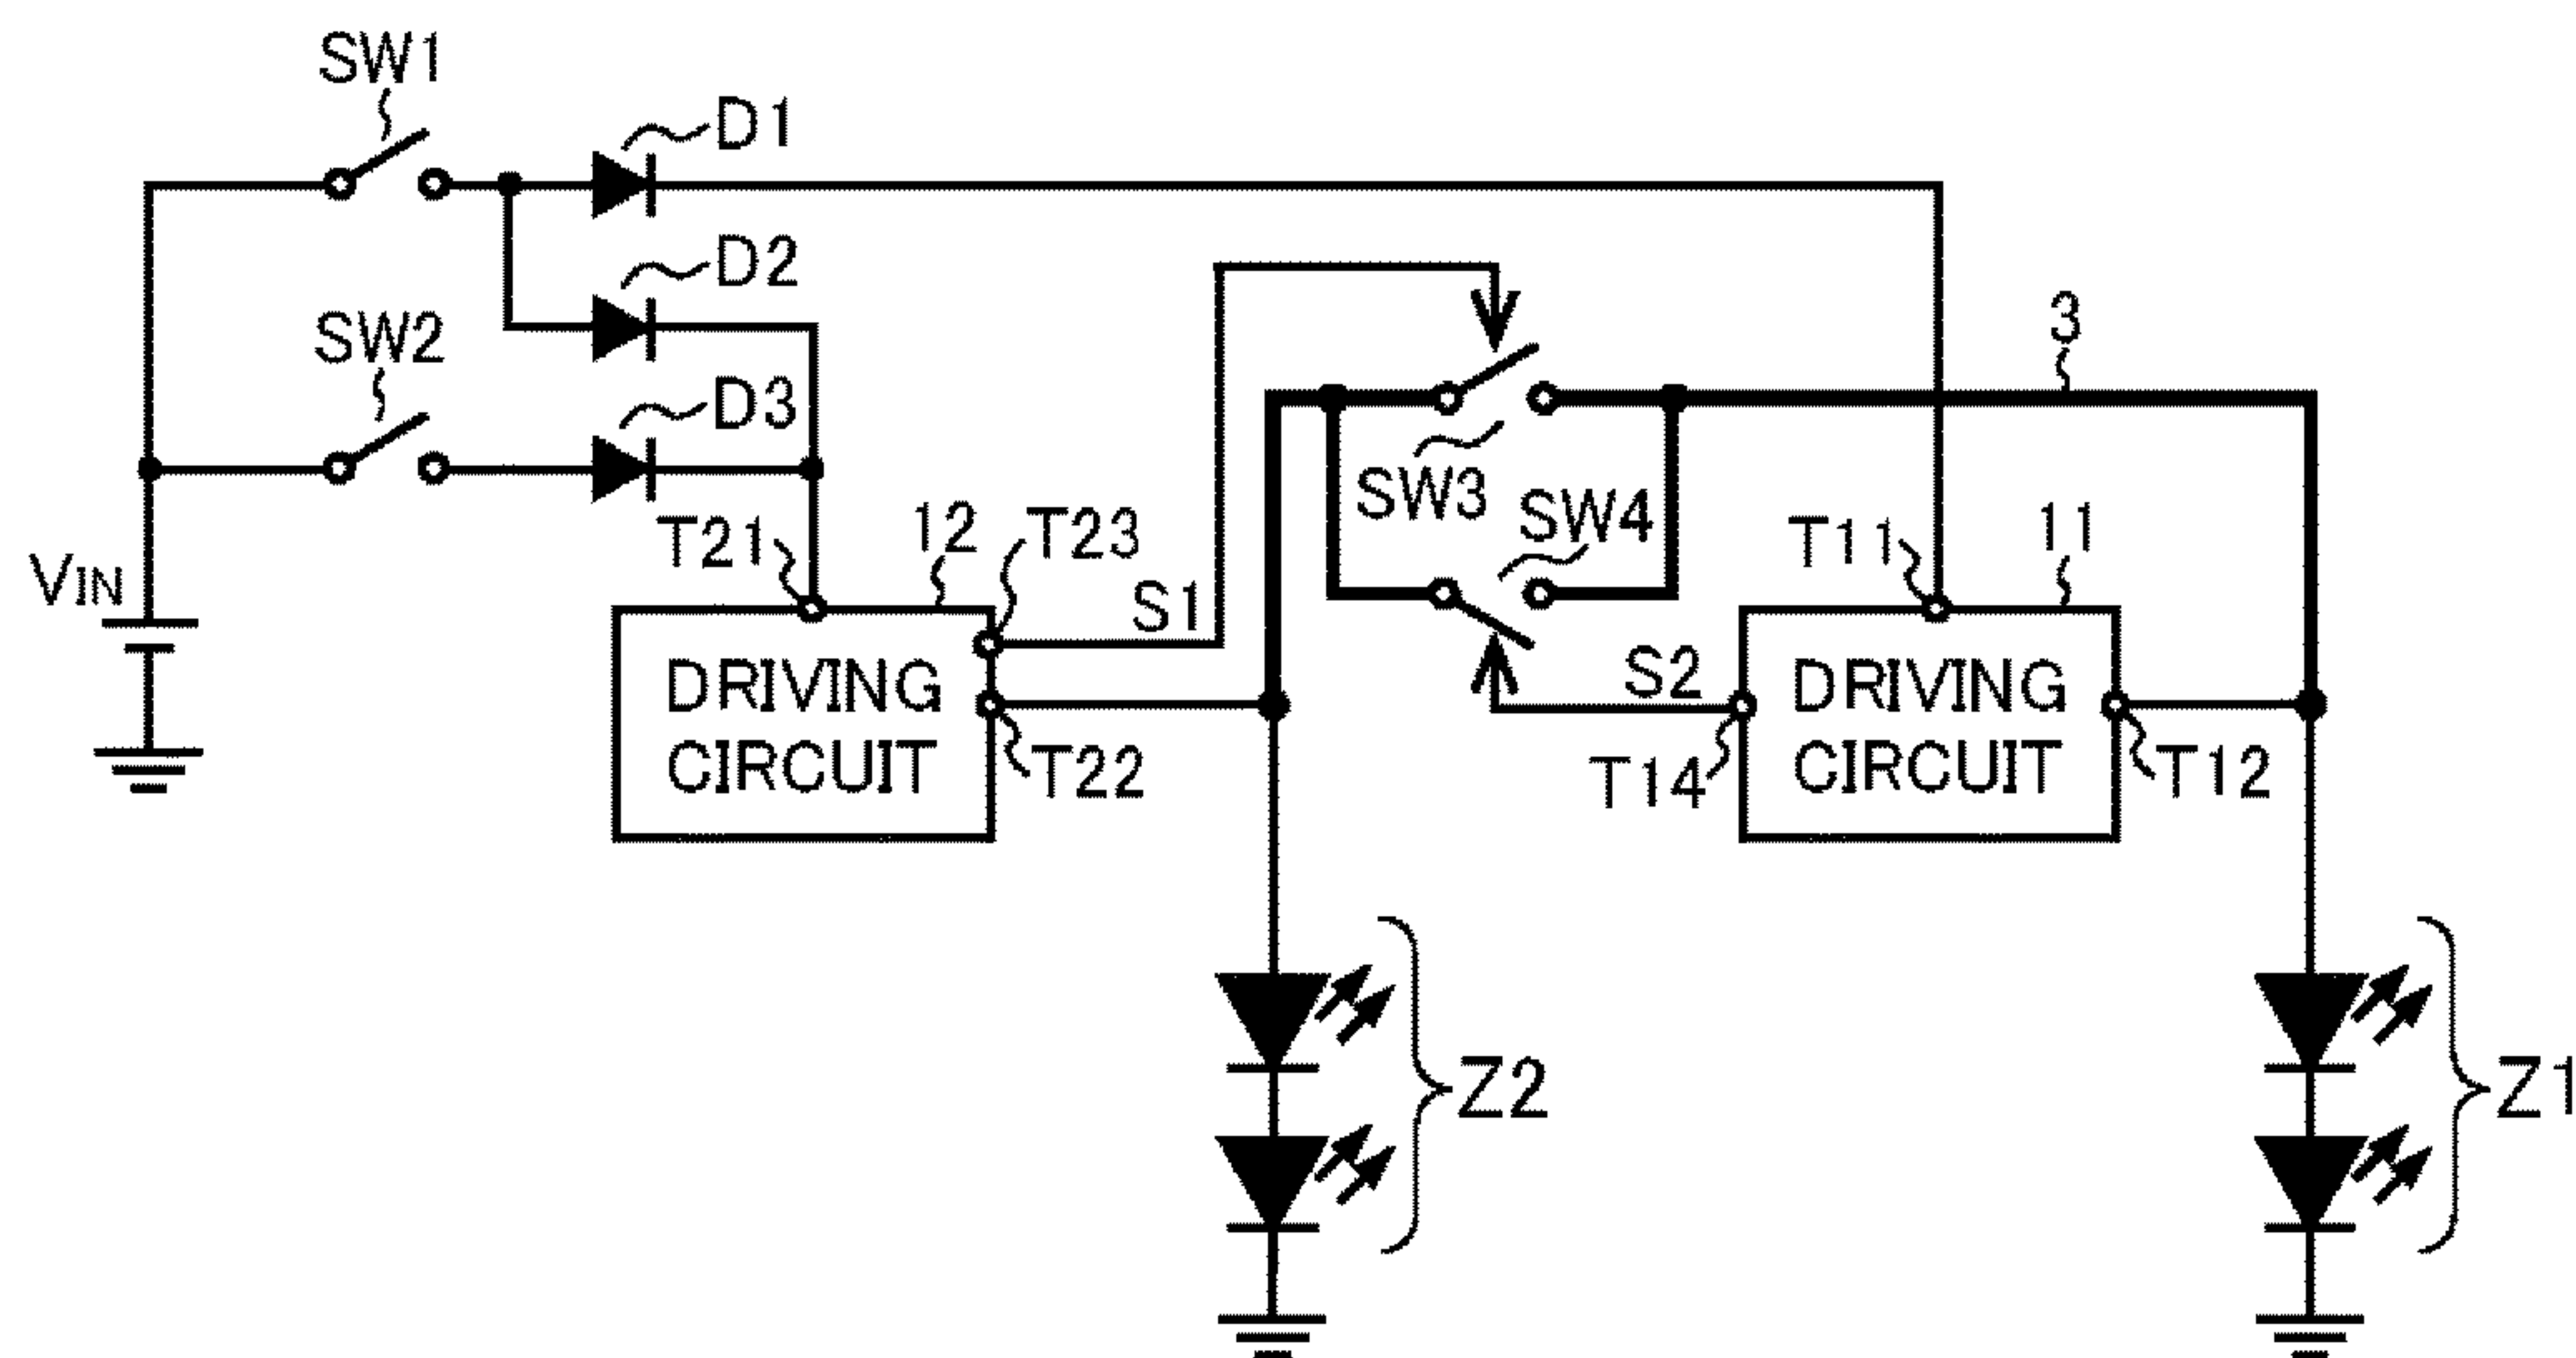 SW1
D1
D2
SW2
D3
3
SW3
SW4
T21
12
T23
T11
11
VIN
S1
DRIVING
CIRCUIT
S2
DRIVING
CIRCUIT
T22
T14
T12
Z2
Z1